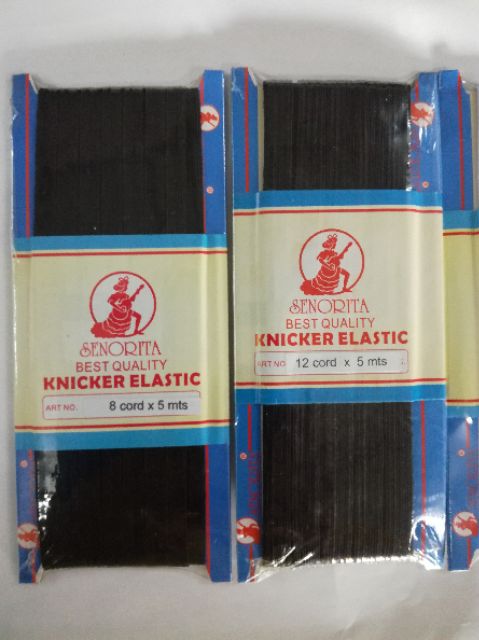 SENORITA
BEST QUALITY
KNICKER ELASTIC
ART NO. 8 cord x 5 mts
SENORITA
BEST QUALITY
KNICKER ELASTIC
ART NO 12 cord x 5 mts